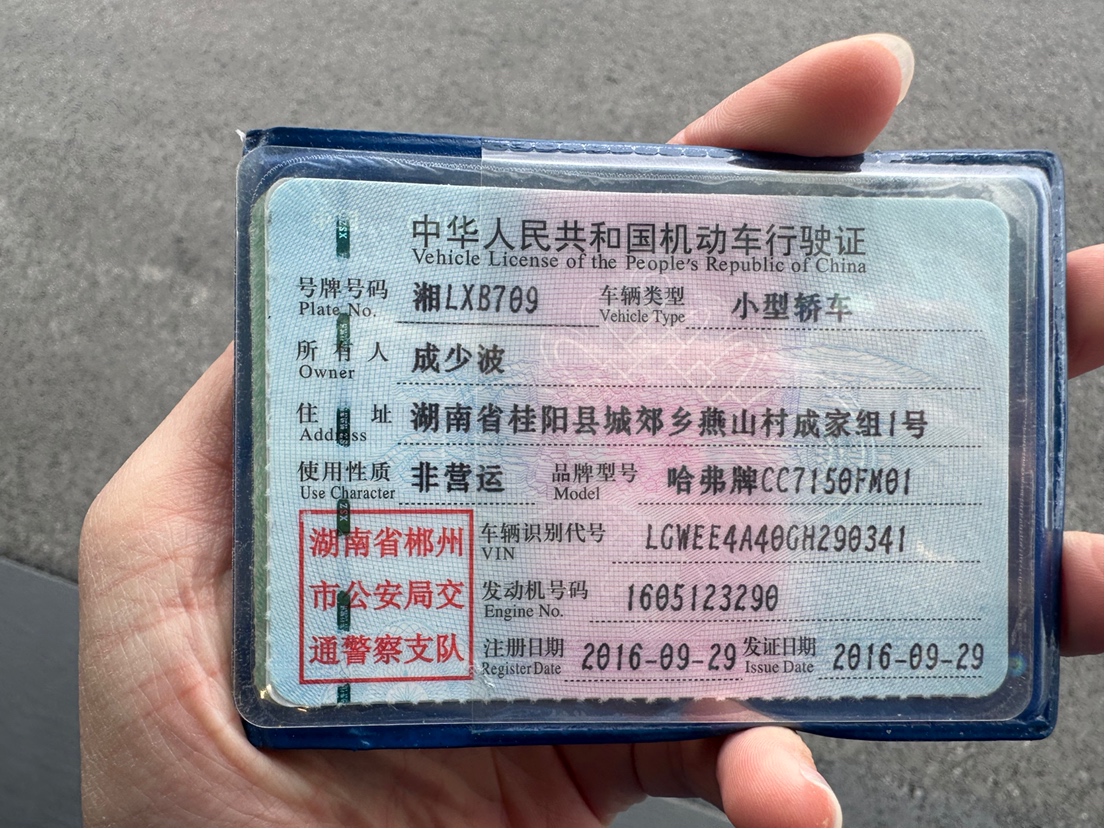 中华人民共和国机动车行驶证
Vehicle License of the People's Republic of China
号牌号码 湘LXB709 车辆类型 小型轿车
Plate No. Vehicle Type
所有人 成少波
Owner
住址 湖南省桂阳县城郊乡燕山村成家组1号
Address
使用性质 非营运 品牌型号 哈弗牌CC7150FM01
Use Character Model
湖南省郴州 车辆识别代号 LGWEE4A40GH290341
VIN
市公安局交 发动机号码 1605123290
Engine No.
通警察支队 注册日期 2016-09-29 发证日期 2016-09-29
Register Date Issue Date